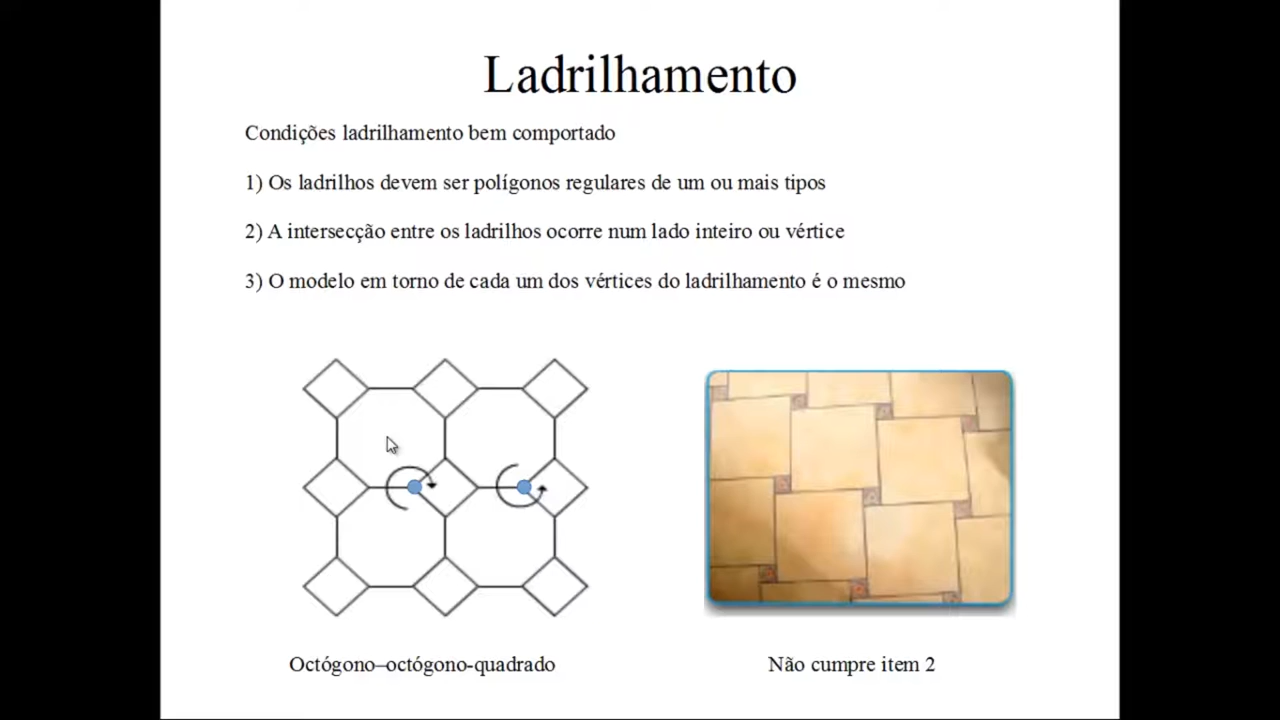 Ladrilhamento
Condições ladrilhamento bem comportado
1) Os ladrilhos devem ser polígonos regulares de um ou mais tipos
2) A intersecção entre os ladrilhos ocorre num lado inteiro ou vértice
3) O modelo em torno de cada um dos vértices do ladrilhamento é o mesmo
Octógono–octógono-quadrado
Não cumpre item 2